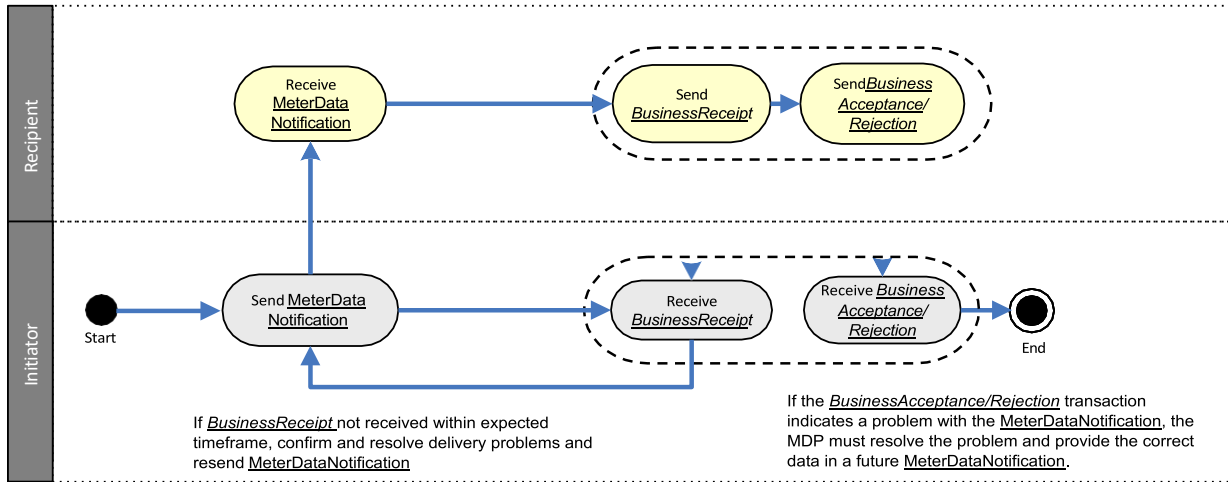 Recipient
Receive
MeterData
Notification
Send
BusinessReceipt
SendBusiness
Acceptance/
Rejection
Initiator
Start
Send MeterData
Notification
Receive
BusinessReceipt
Receive Business
Acceptance/
Rejection
End
If BusinessReceipt not received within expected
timeframe, confirm and resolve delivery problems and
resend MeterDataNotification
If the BusinessAcceptance/Rejection transaction
indicates a problem with the MeterDataNotification, the
MDP must resolve the problem and provide the correct
data in a future MeterDataNotification.